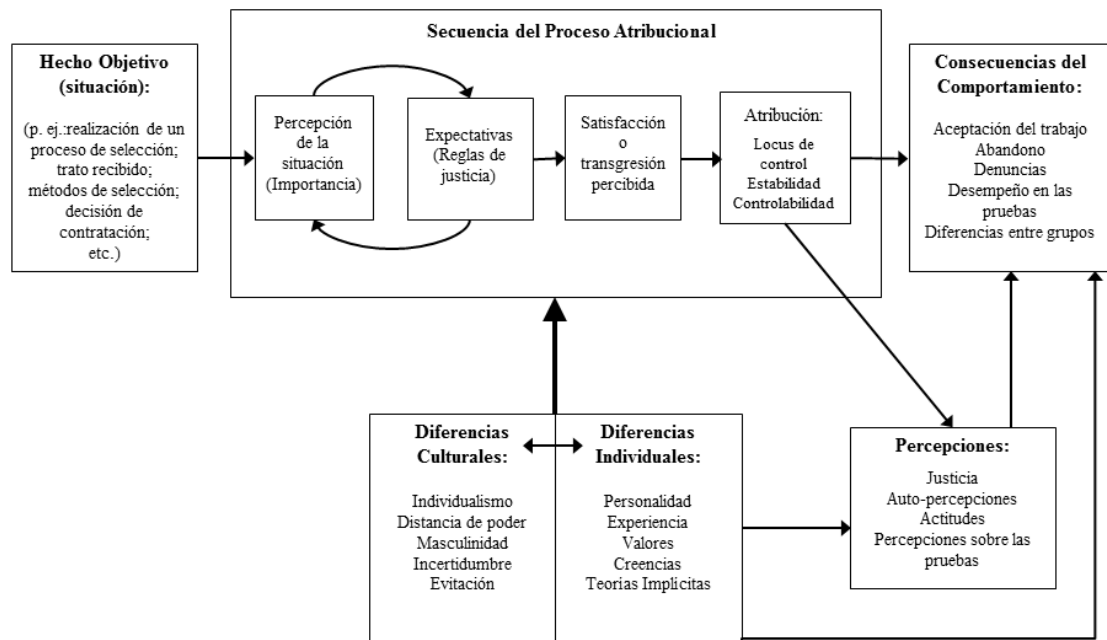 Secuencia del Proceso Atribucional
Hecho Objetivo
(situación):
(p. ej.:realización de un
proceso de selección;
trato recibido;
métodos de selección;
decisión de
contratación;
etc.)
Percepción
de la
situación
(Importancia)
Expectativas
(Reglas de
justicia)
Satisfacción
o
transgresión
percibida
Atribución:
Locus de
control
Estabilidad
Controlabilidad
Consecuencias del
Comportamiento:
Aceptación del trabajo
Abandono
Denuncias
Desempeño en las
pruebas
Diferencias entre grupos
Diferencias
Culturales:
Individualismo
Distancia de poder
Masculinidad
Incertidumbre
Evitación
Diferencias
Individuales:
Personalidad
Experiencia
Valores
Creencias
Teorías Implícitas
Percepciones:
Justicia
Auto-percepciones
Actitudes
Percepciones sobre las
pruebas